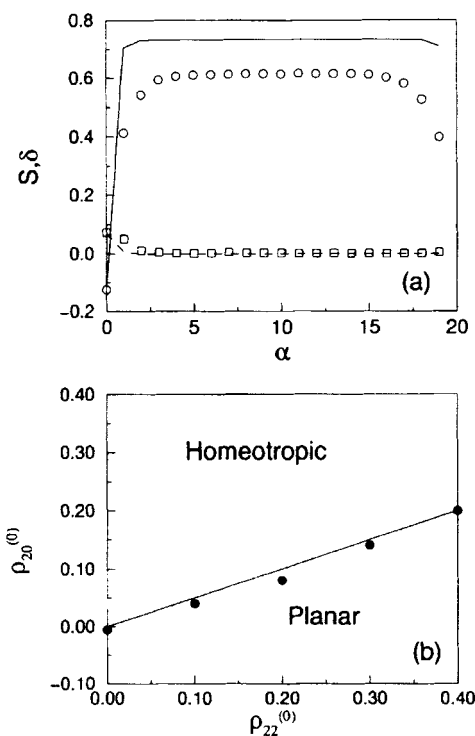 0.8
0.6
0.4
0.2
0.0
−0.2
S,δ
(a)
0 5 10 15 20
α
0.40
0.30
0.20
0.10
0.00
−0.10
ρ₂₀⁽⁰⁾
Homeotropic
Planar
(b)
0.00 0.10 0.20 0.30 0.40
ρ₂₂⁽⁰⁾